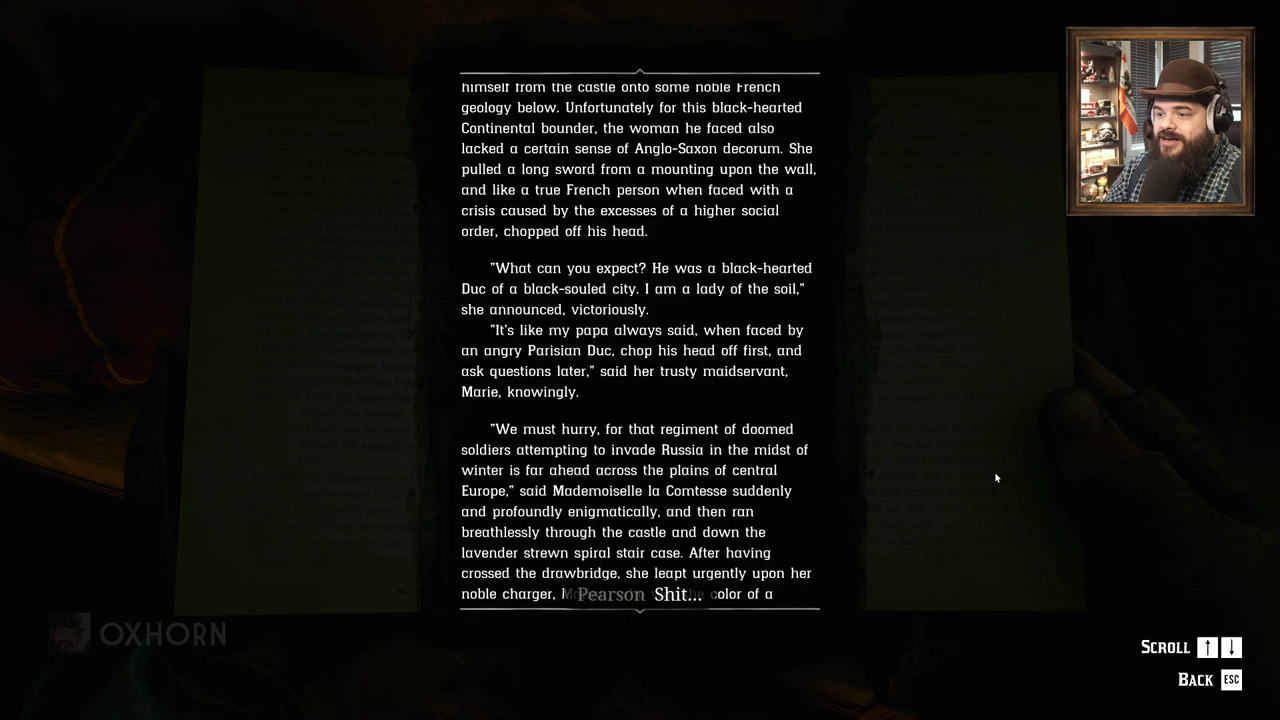 himself from the castle onto some noble French
geology below. Unfortunately for this black-hearted
Continental bounder, the woman he faced also
lacked a certain sense of Anglo-Saxon decorum. She
pulled a long sword from a mounting upon the wall,
and like a true French person when faced with a
crisis caused by the excesses of a higher social
order, chopped off his head.
"What can you expect? He was a black-hearted
Duc of a black-souled city. I am a lady of the soil,"
she announced, victoriously.
"It's like my papa always said, when faced by
an angry Parisian Duc, chop his head off first, and
ask questions later," said her trusty maidservant,
Marie, knowingly.
"We must hurry, for that regiment of doomed
soldiers attempting to invade Russia in the midst of
winter is far ahead across the plains of central
Europe," said Mademoiselle la Comtesse suddenly
and profoundly enigmatically, and then ran
breathlessly through the castle and down the
lavender strewn spiral stair case. After having
crossed the drawbridge, she leapt urgently upon her
noble charger, color of a
Pearson Shit...
OXHORN
SCROLL ↑ ↓
BACK ESC